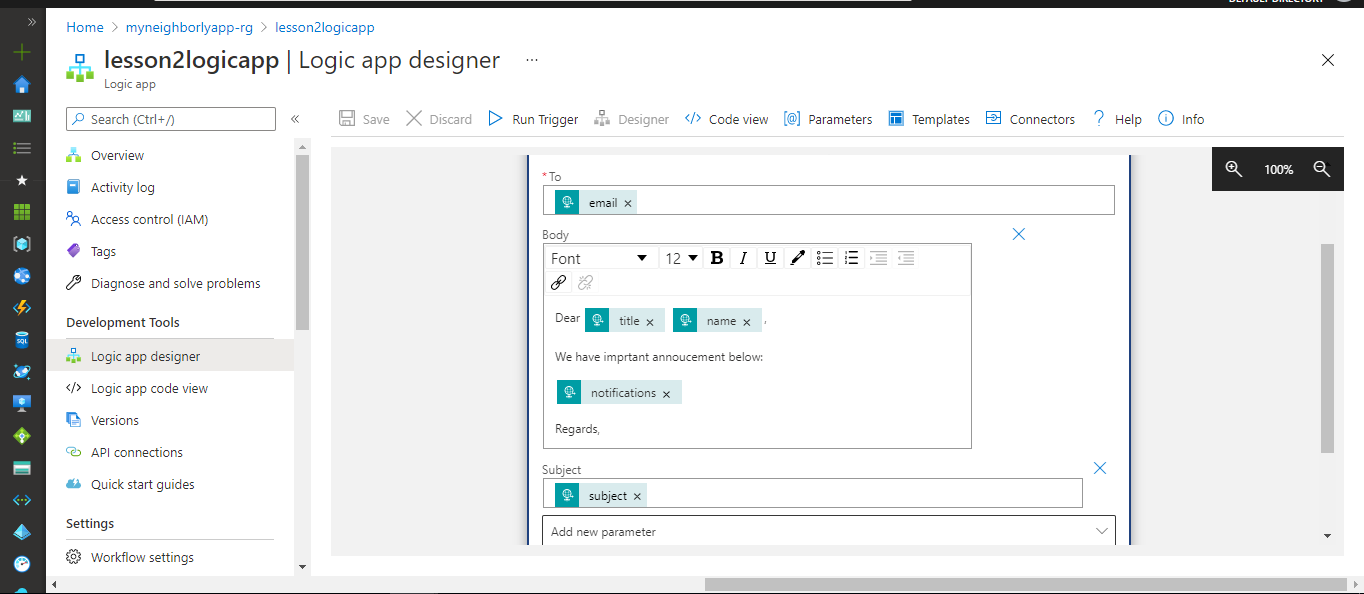 DEFAULT DIRECTORY
Home > myneighborlyapp-rg > lesson2logicapp
lesson2logicapp | Logic app designer ...
Logic app
Search (Ctrl+/)
Overview
Activity log
Access control (IAM)
Tags
Diagnose and solve problems
Development Tools
Logic app designer
Logic app code view
Versions
API connections
Quick start guides
Settings
Workflow settings
Save Discard Run Trigger Designer Code view Parameters Templates Connectors Help Info
100%
* To
email ×
Body
Font 12 B I U
Dear title × name × ,
We have imprtant annoucement below:
notifications ×
Regards,
Subject
subject ×
Add new parameter
SQL